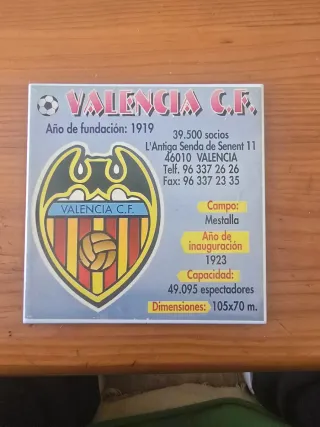 VALENCIA C.F.
Año de fundación: 1919
39.500 socios
L'Antiga Senda de Senent 11
46010 VALENCIA
Telf. 96 337 26 26
Fax: 96 337 23 35
VALENCIA C.F.
Campo:
Mestalla
Año de
inauguración
1923
Capacidad:
49.095 espectadores
Dimensiones: 105x70 m.